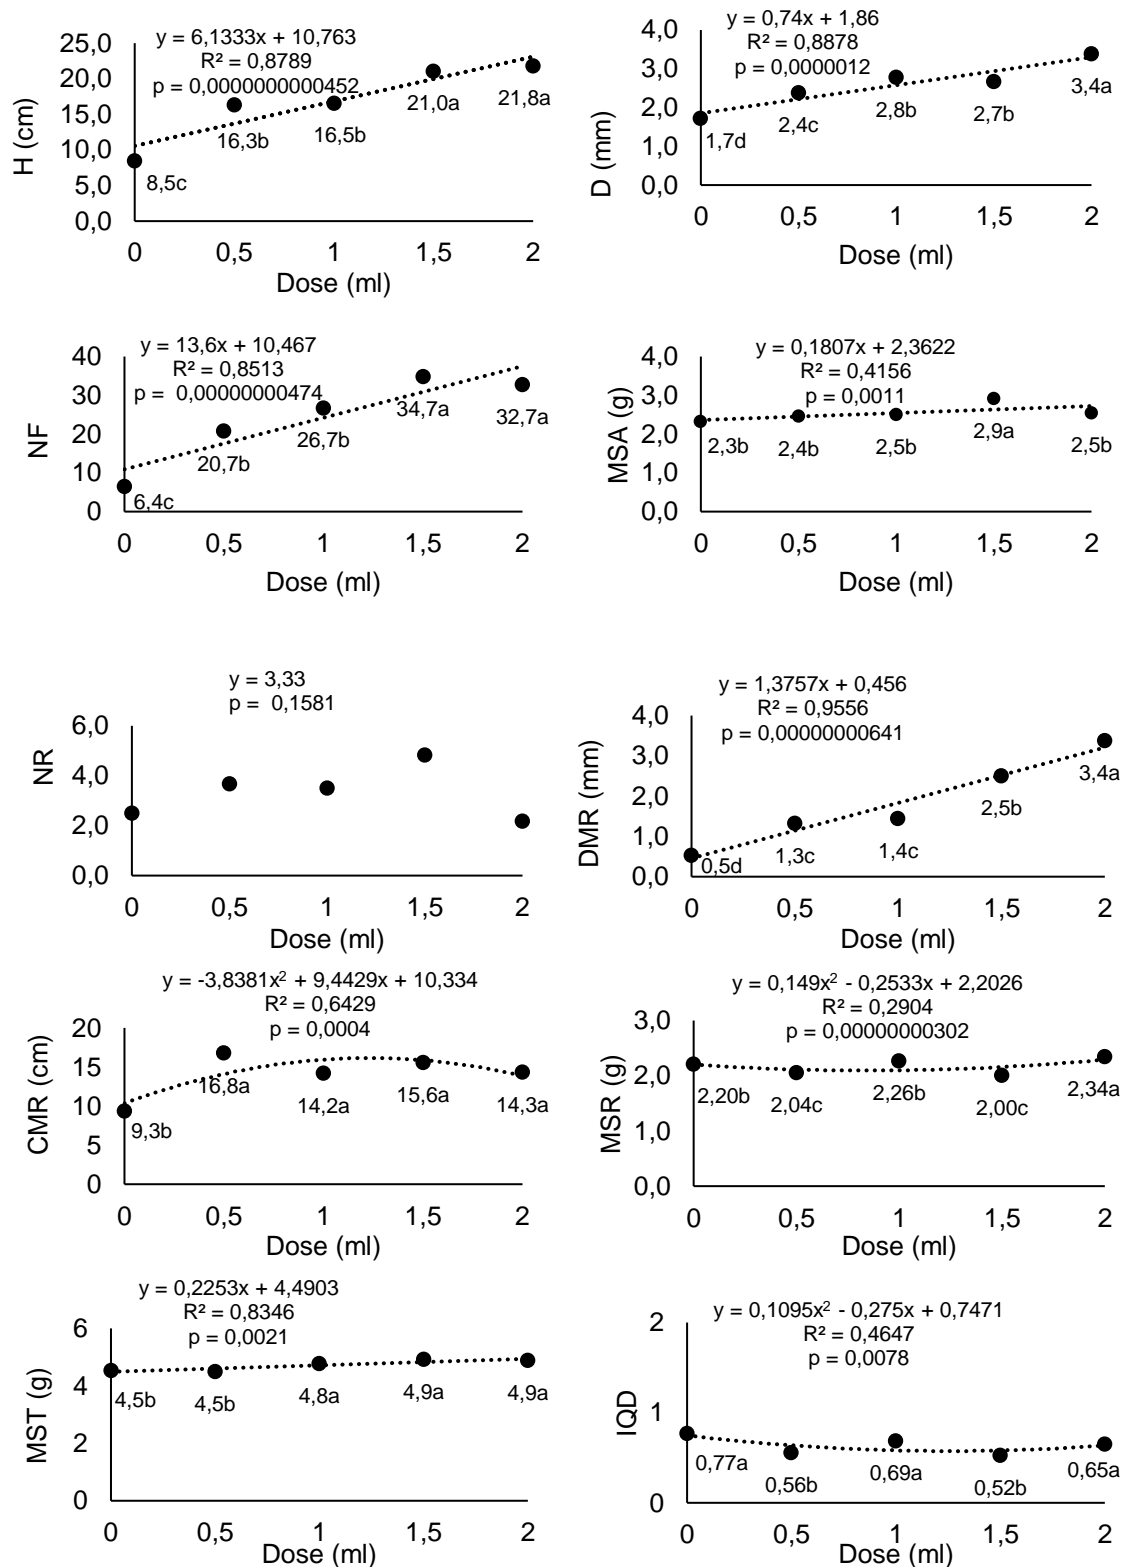 y = 6,1333x + 10,763
R² = 0,8789
p = 0,0000000000452
25,0
20,0
15,0
10,0
5,0
0,0
H (cm)
8,5c
16,3b
16,5b
21,0a
21,8a
0 0,5 1 1,5 2
Dose (ml)
y = 0,74x + 1,86
R² = 0,8878
p = 0,0000012
4,0
3,0
2,0
1,0
0,0
D (mm)
1,7d
2,4c
2,8b
2,7b
3,4a
0 0,5 1 1,5 2
Dose (ml)
y = 13,6x + 10,467
R² = 0,8513
p = 0,00000000474
40
30
20
10
0
NF
6,4c
20,7b
26,7b
34,7a
32,7a
0 0,5 1 1,5 2
Dose (ml)
y = 0,1807x + 2,3622
R² = 0,4156
p = 0,0011
4,0
3,0
2,0
1,0
0,0
MSA (g)
2,3b
2,4b
2,5b
2,9a
2,5b
0 0,5 1 1,5 2
Dose (ml)
y = 3,33
p = 0,1581
6,0
4,0
2,0
0,0
NR
0 0,5 1 1,5 2
Dose (ml)
y = 1,3757x + 0,456
R² = 0,9556
p = 0,00000000641
4,0
3,0
2,0
1,0
0,0
DMR (mm)
0,5d
1,3c
1,4c
2,5b
3,4a
0 0,5 1 1,5 2
Dose (ml)
y = -3,8381x² + 9,4429x + 10,334
R² = 0,6429
p = 0,0004
20
15
10
5
0
CMR (cm)
9,3b
16,8a
14,2a
15,6a
14,3a
0 0,5 1 1,5 2
Dose (ml)
y = 0,149x² - 0,2533x + 2,2026
R² = 0,2904
p = 0,00000000302
3,0
2,0
1,0
0,0
MSR (g)
2,20b
2,04c
2,26b
2,00c
2,34a
0 0,5 1 1,5 2
Dose (ml)
y = 0,2253x + 4,4903
R² = 0,8346
p = 0,0021
6
4
2
0
MST (g)
4,5b
4,5b
4,8a
4,9a
4,9a
0 0,5 1 1,5 2
Dose (ml)
y = 0,1095x² - 0,275x + 0,7471
R² = 0,4647
p = 0,0078
2
1
0
IQD
0,77a
0,56b
0,69a
0,52b
0,65a
0 0,5 1 1,5 2
Dose (ml)